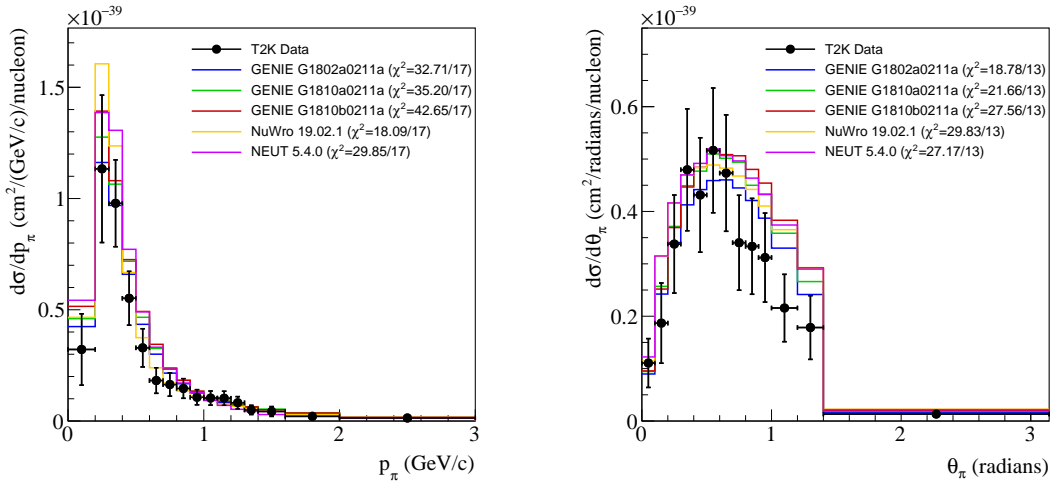 ×10⁻³⁹
dσ/dp_π (cm²/(GeV/c)/nucleon)
T2K Data
GENIE G1802a0211a (χ²=32.71/17)
GENIE G1810a0211a (χ²=35.20/17)
GENIE G1810b0211a (χ²=42.65/17)
NuWro 19.02.1 (χ²=18.09/17)
NEUT 5.4.0 (χ²=29.85/17)
1.5
1
0.5
0
0 1 2 3
p_π (GeV/c)
×10⁻³⁹
dσ/dθ_π (cm²/radians/nucleon)
T2K Data
GENIE G1802a0211a (χ²=18.78/13)
GENIE G1810a0211a (χ²=21.66/13)
GENIE G1810b0211a (χ²=27.56/13)
NuWro 19.02.1 (χ²=29.83/13)
NEUT 5.4.0 (χ²=27.17/13)
0.6
0.4
0.2
0
0 1 2 3
θ_π (radians)